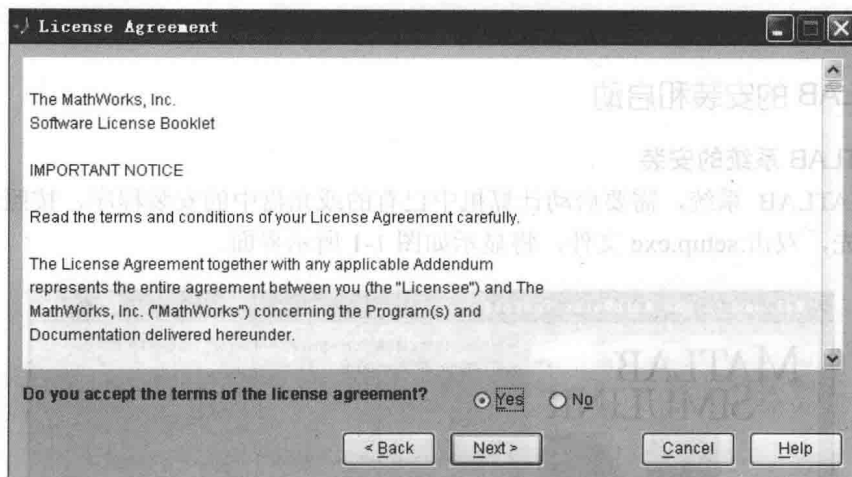 License Agreement
The MathWorks, Inc.
Software License Booklet
IMPORTANT NOTICE
Read the terms and conditions of your License Agreement carefully.
The License Agreement together with any applicable Addendum
represents the entire agreement between you (the "Licensee") and The
MathWorks, Inc. ("MathWorks") concerning the Program(s) and
Documentation delivered hereunder.
Do you accept the terms of the license agreement? Yes No
< Back Next > Cancel Help